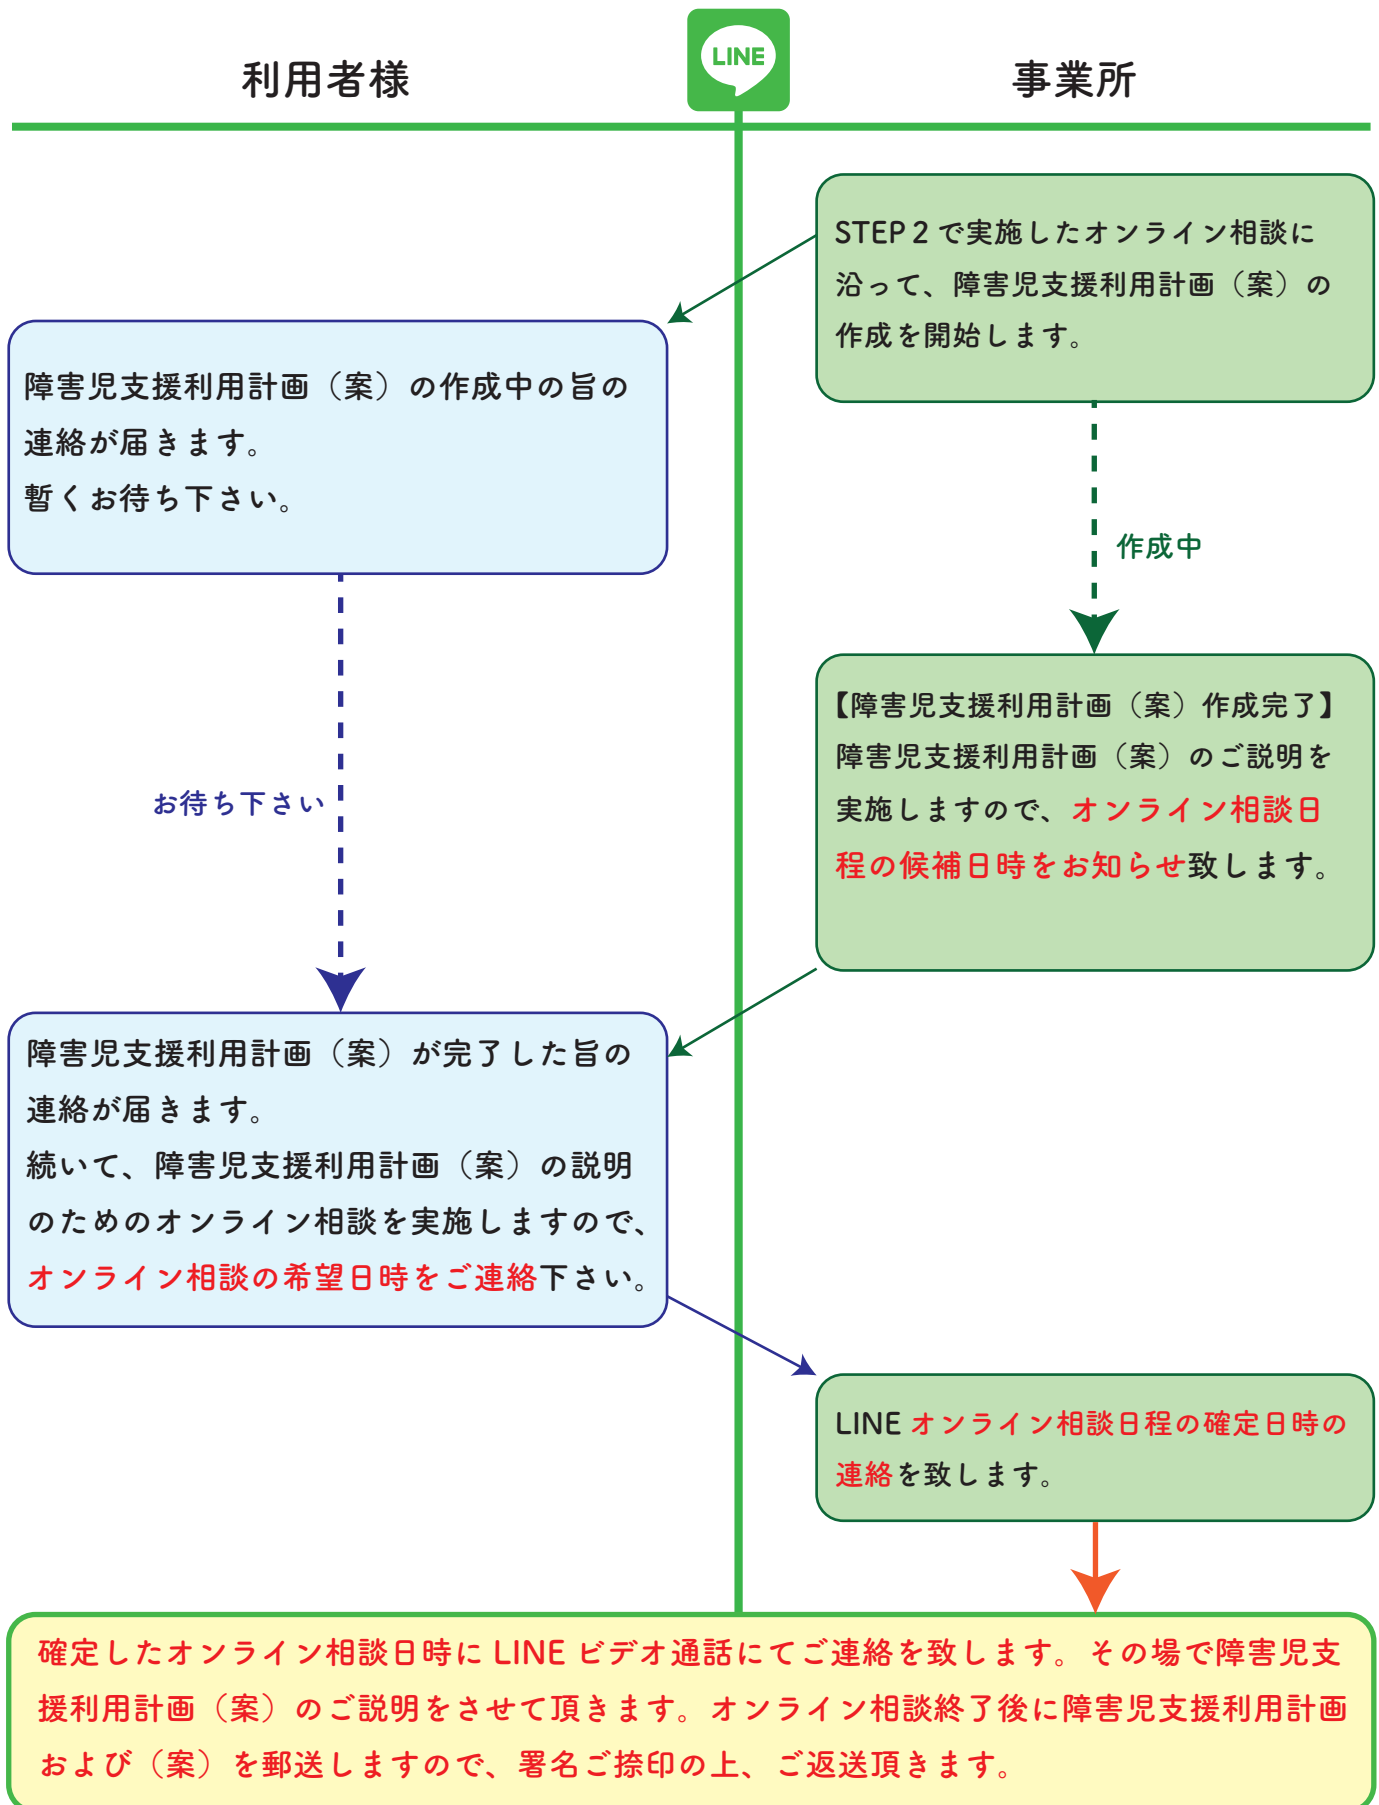 利用者様
LINE
事業所
STEP２で実施したオンライン相談に
沿って、障害児支援利用計画（案）の
作成を開始します。
障害児支援利用計画（案）の作成中の旨の
連絡が届きます。
暫くお待ち下さい。
作成中
【障害児支援利用計画（案）作成完了】
障害児支援利用計画（案）のご説明を
実施しますので、オンライン相談日
程の候補日時をお知らせ致します。
お待ち下さい
障害児支援利用計画（案）が完了した旨の
連絡が届きます。
続いて、障害児支援利用計画（案）の説明
のためのオンライン相談を実施しますので、
オンライン相談の希望日時をご連絡下さい。
LINE オンライン相談日程の確定日時の
連絡を致します。
確定したオンライン相談日時に LINE ビデオ通話にてご連絡を致します。その場で障害児支
援利用計画（案）のご説明をさせて頂きます。オンライン相談終了後に障害児支援利用計画
および（案）を郵送しますので、署名ご捺印の上、ご返送頂きます。